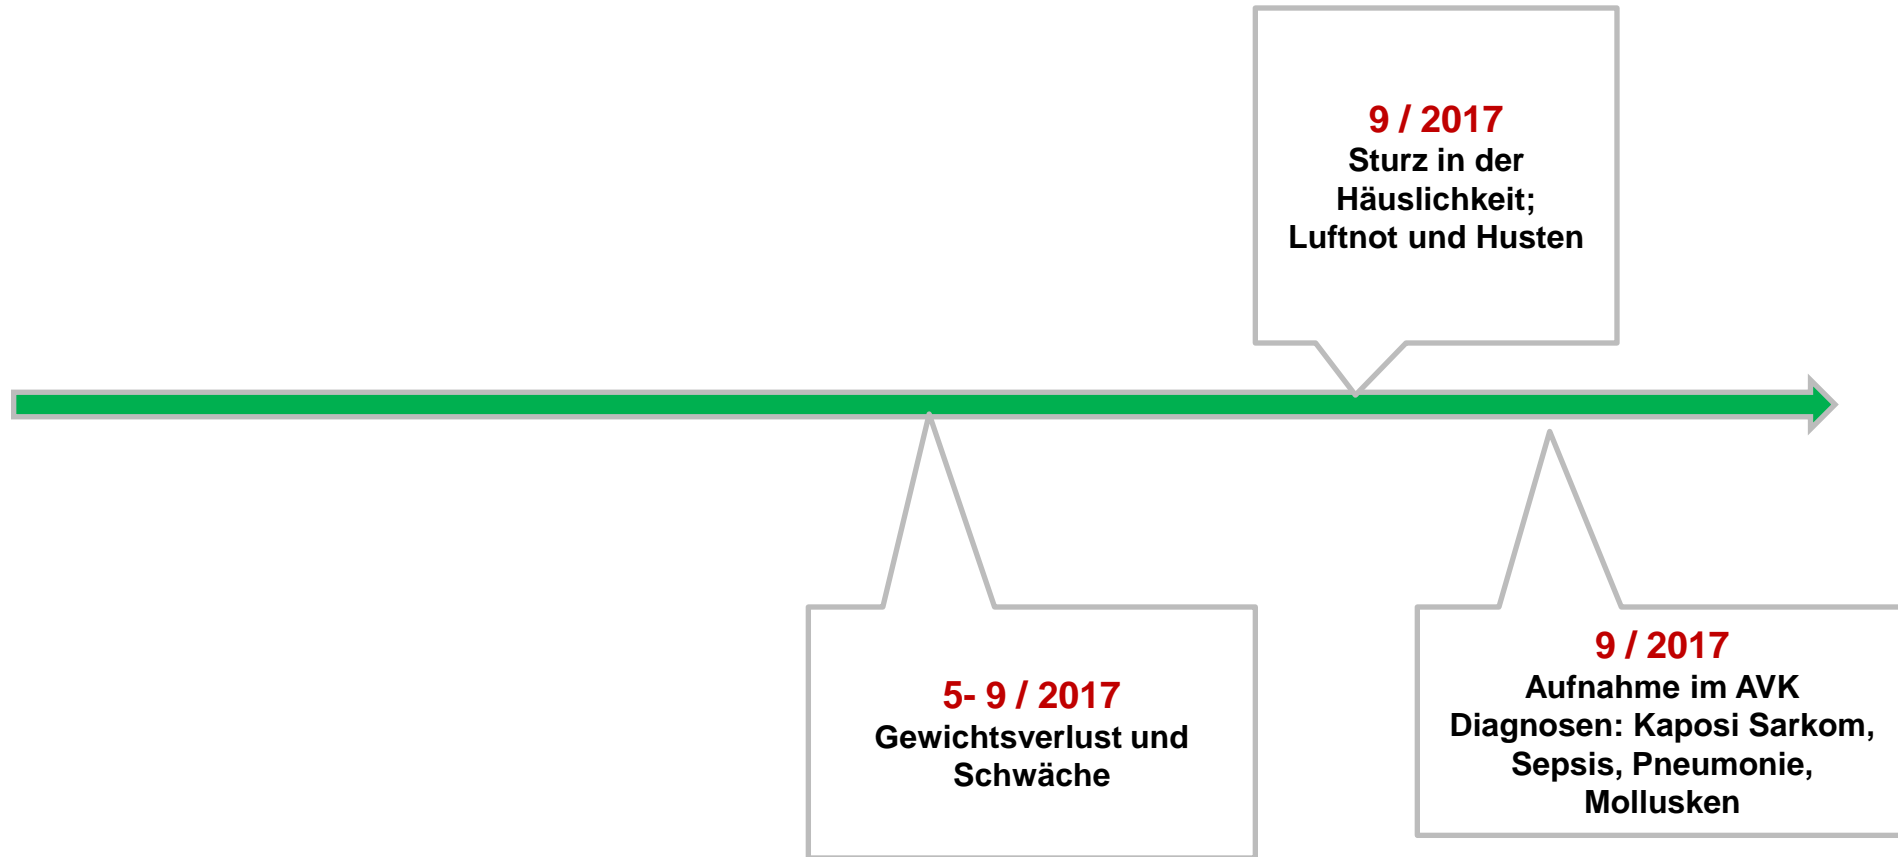 9 / 2017
Sturz in der
Häuslichkeit;
Luftnot und Husten
5- 9 / 2017
Gewichtsverlust und
Schwäche
9 / 2017
Aufnahme im AVK
Diagnosen: Kaposi Sarkom,
Sepsis, Pneumonie,
Mollusken